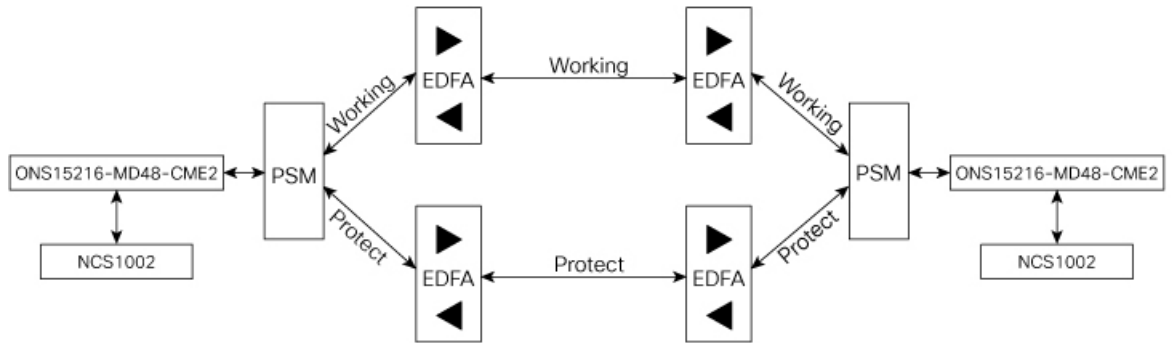 EDFA
Working
EDFA
Working
Working
ONS15216-MD48-CME2
PSM
PSM
ONS15216-MD48-CME2
NCS1002
Protect
EDFA
Protect
EDFA
Protect
NCS1002